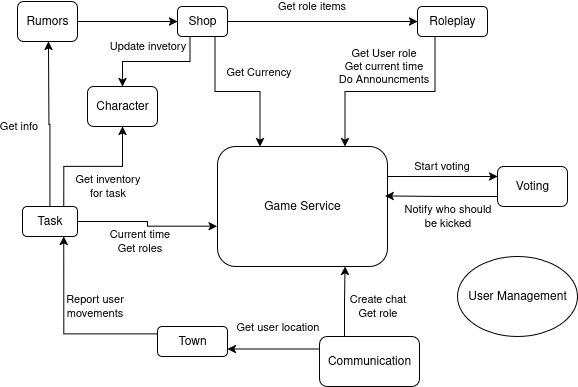 Get role items
Rumors
Shop
Roleplay
Update invetory
Get User role
Get current time
Do Announcments
Get Currency
Character
Get info
Start voting
Get inventory
for task
Voting
Game Service
Notify who should
be kicked
Task
Current time
Get roles
User Management
Report user
movements
Create chat
Get role
Get user location
Town
Communication